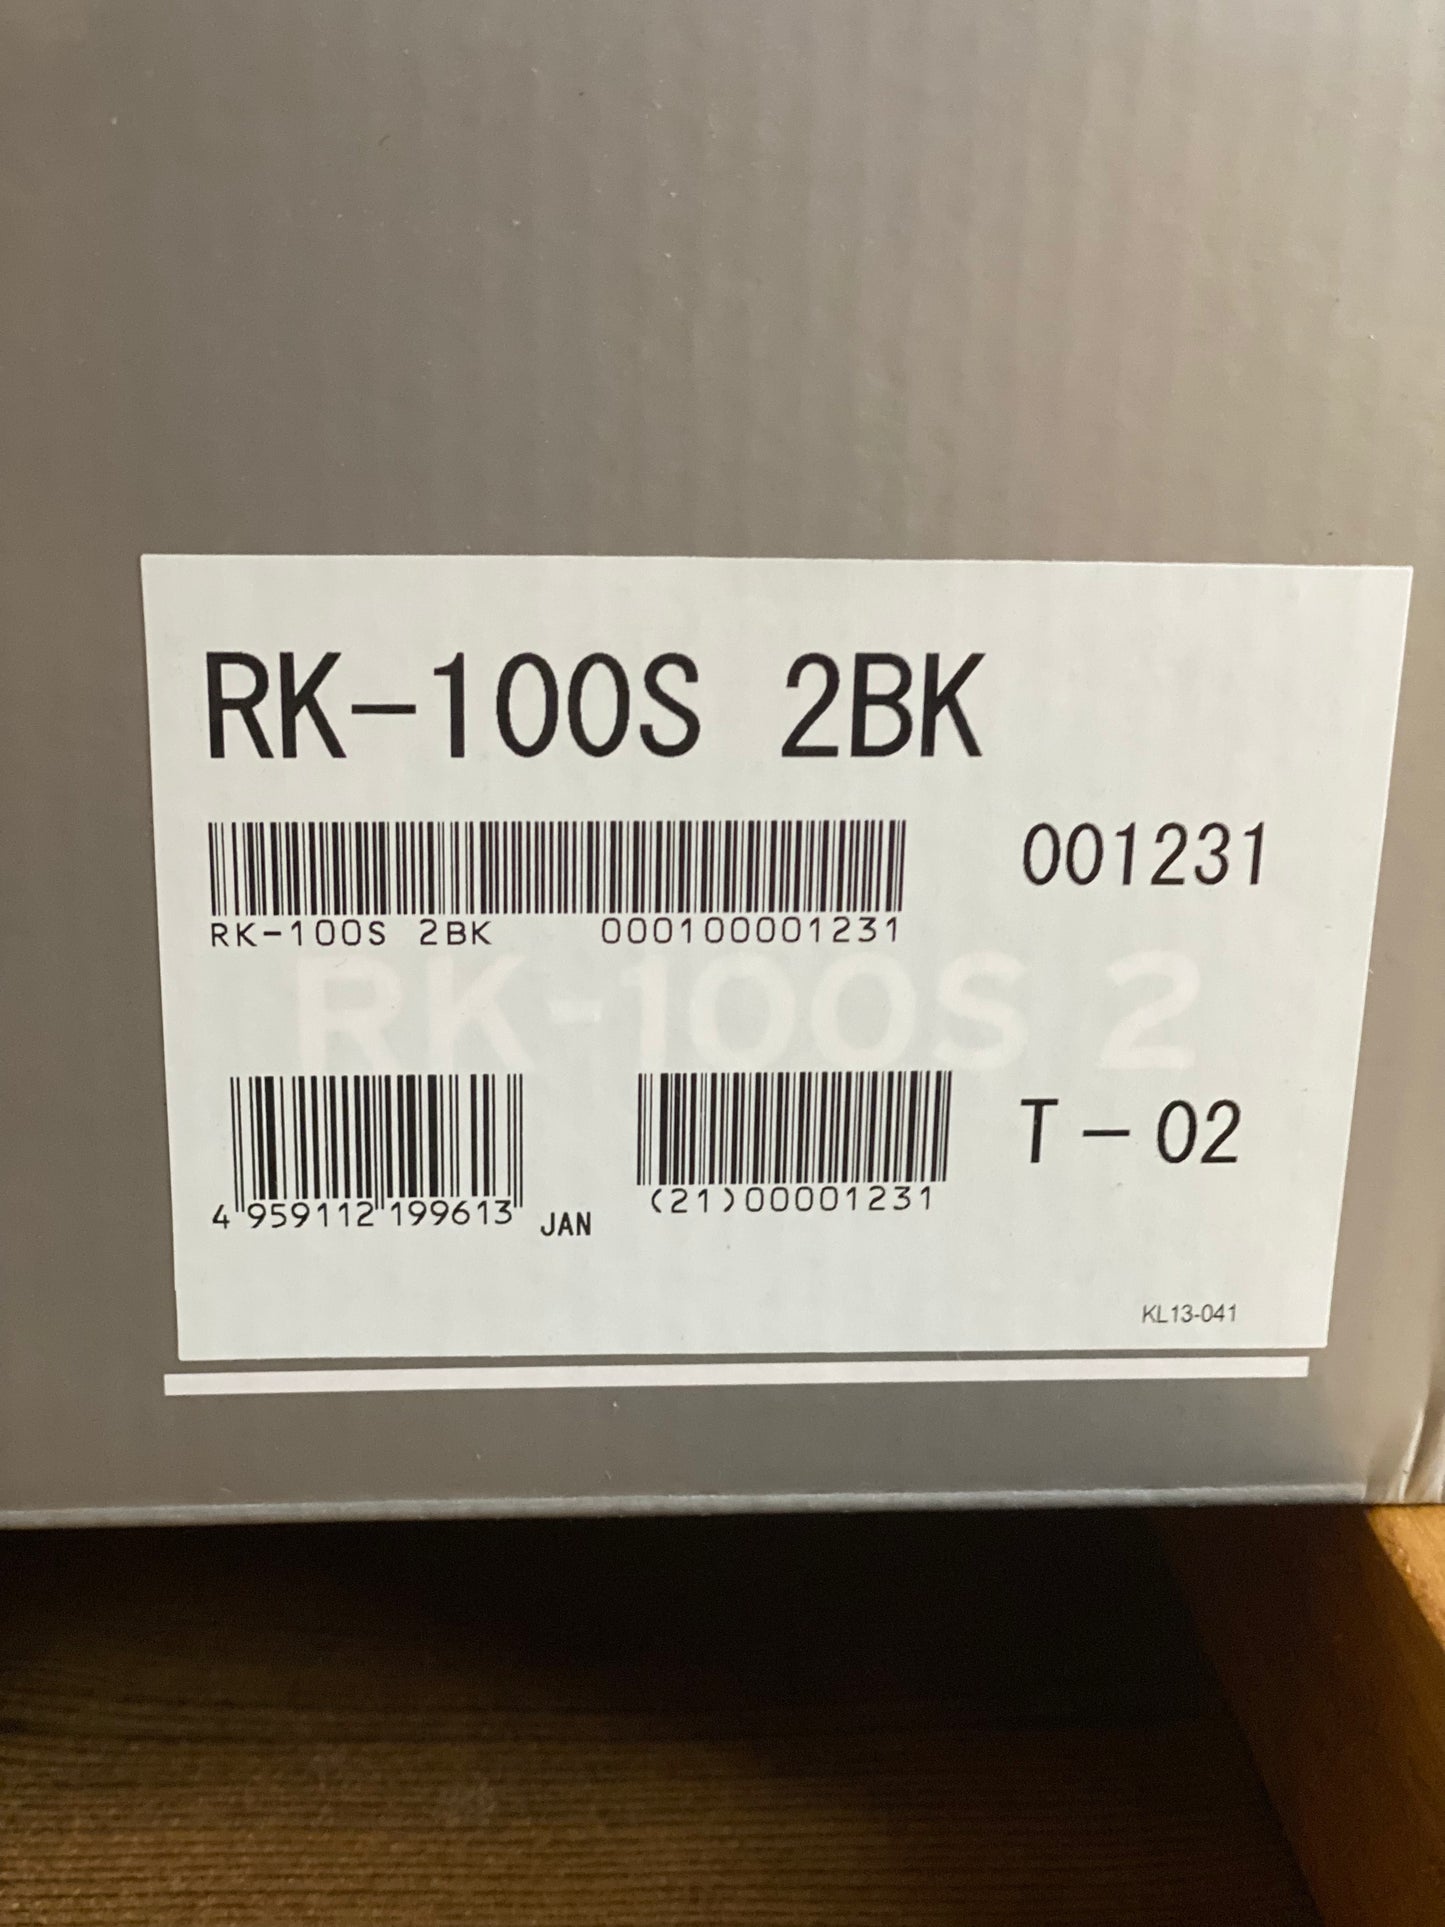 RK-100S 2BK
001231
RK-100S 2BK 000100001231
RK-100S 2
4 959112 199613 JAN
(21)00001231
T-02
KL13-041